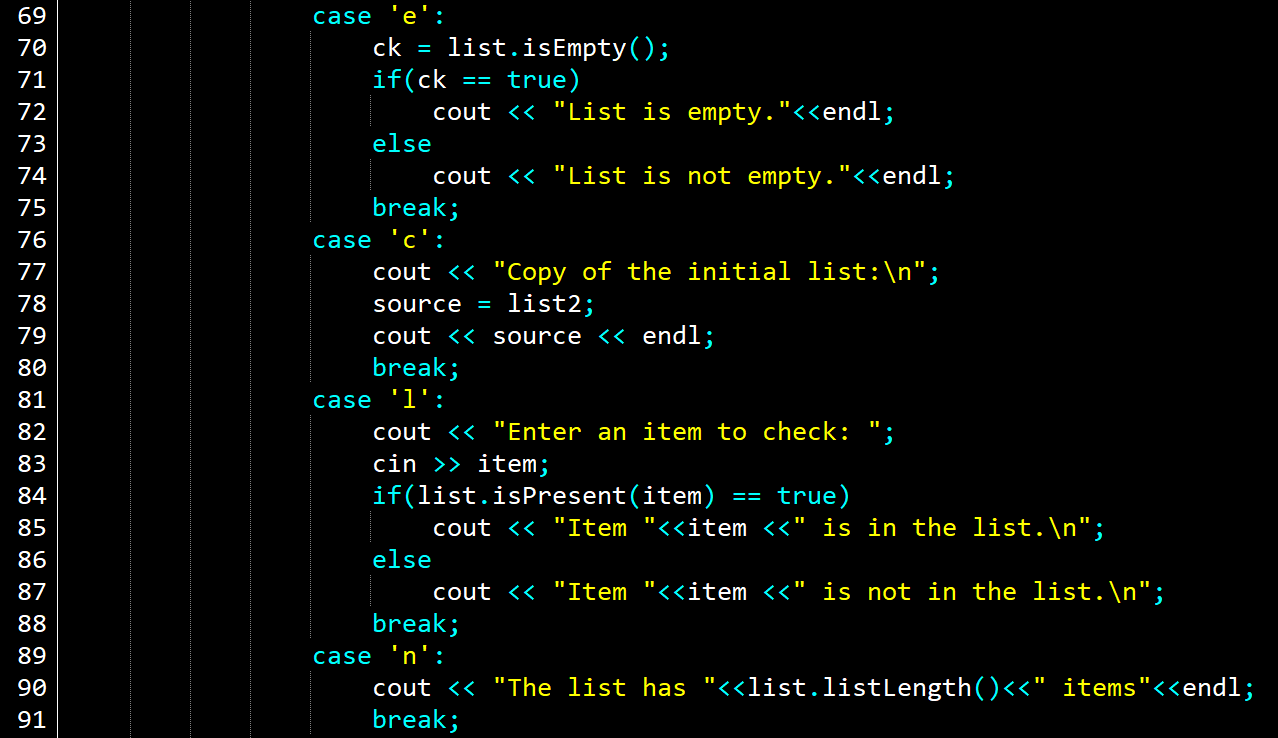 69 case 'e':
70 ck = list.isEmpty();
71 if(ck == true)
72 cout << "List is empty."<<endl;
73 else
74 cout << "List is not empty."<<endl;
75 break;
76 case 'c':
77 cout << "Copy of the initial list:\n";
78 source = list2;
79 cout << source << endl;
80 break;
81 case 'l':
82 cout << "Enter an item to check: ";
83 cin >> item;
84 if(list.isPresent(item) == true)
85 cout << "Item "<<item <<" is in the list.\n";
86 else
87 cout << "Item "<<item <<" is not in the list.\n";
88 break;
89 case 'n':
90 cout << "The list has "<<list.listLength()<<" items"<<endl;
91 break;